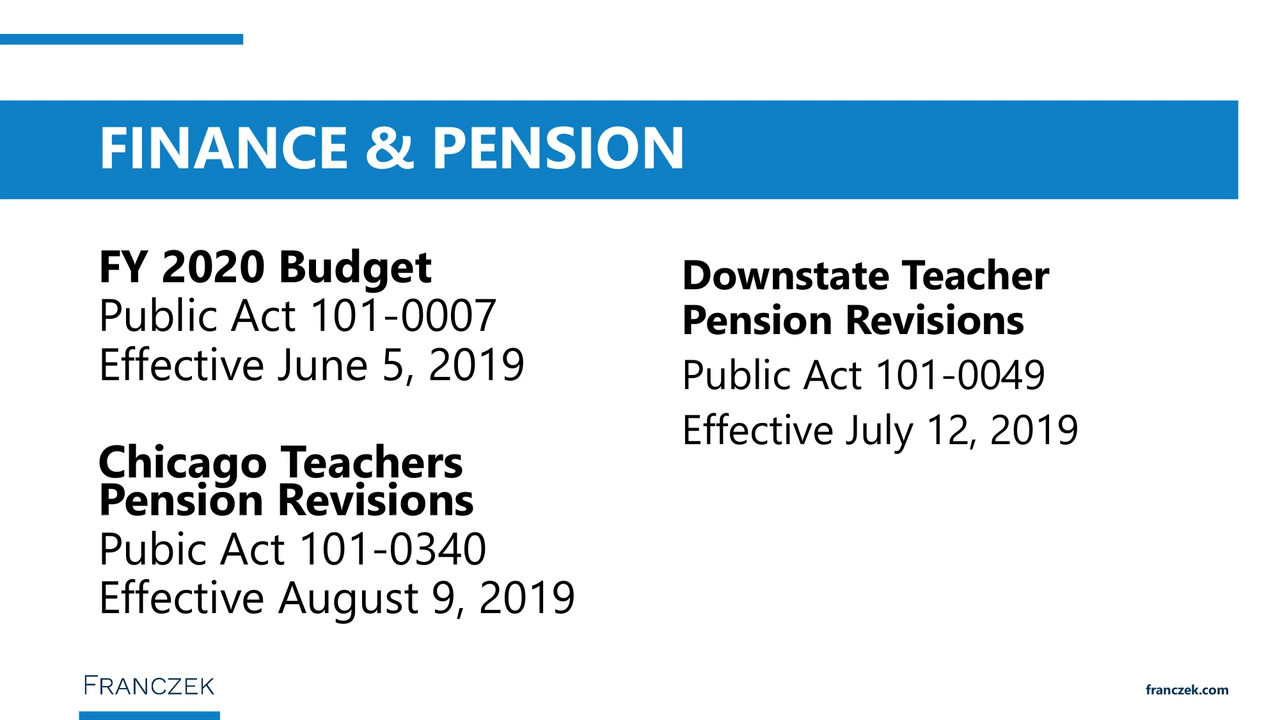 FINANCE & PENSION
FY 2020 Budget
Public Act 101-0007
Effective June 5, 2019
Chicago Teachers
Pension Revisions
Pubic Act 101-0340
Effective August 9, 2019
Downstate Teacher
Pension Revisions
Public Act 101-0049
Effective July 12, 2019
FRANCZEK
franczek.com